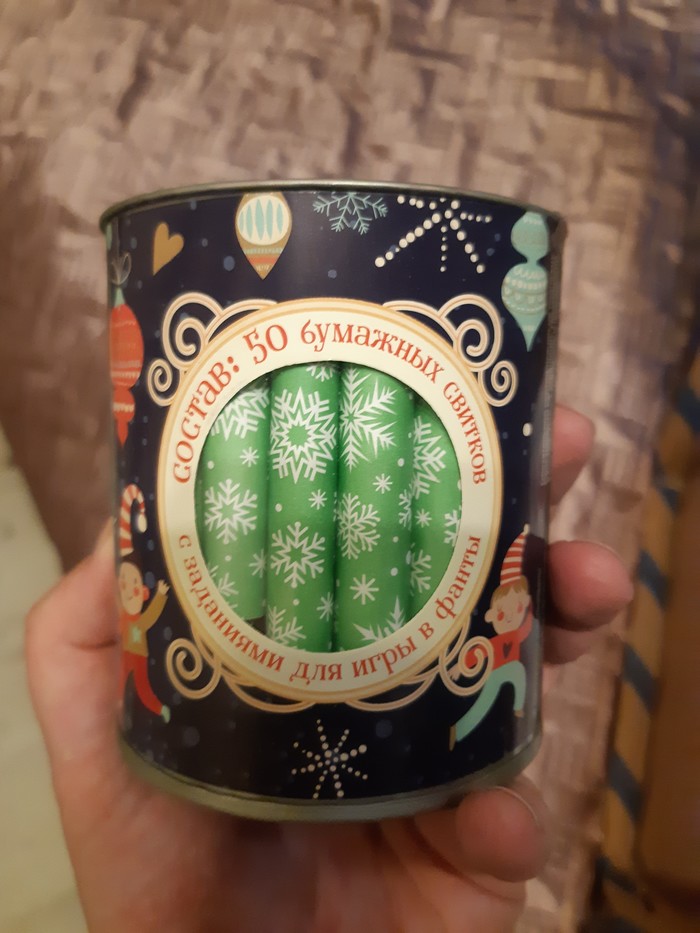 состав: 50 бумажных свитков
с заданиями для игры в фанты